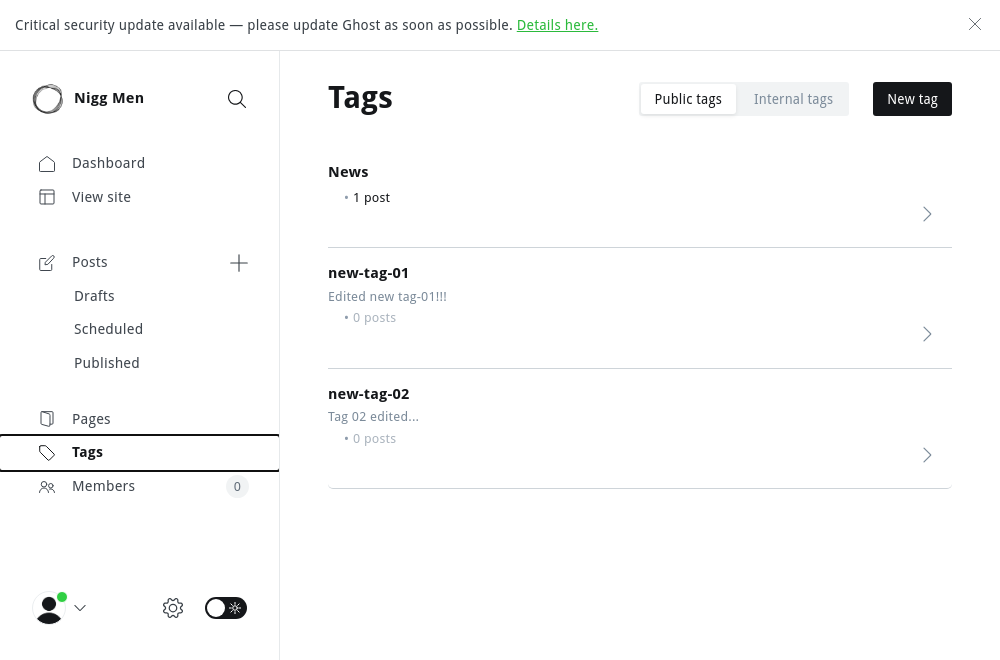 Critical security update available — please update Ghost as soon as possible. Details here.
Nigg Men
Dashboard
View site
Posts
Drafts
Scheduled
Published
Pages
Tags
Members
0
Tags
Public tags
Internal tags
New tag
News
• 1 post
new-tag-01
Edited new tag-01!!!
• 0 posts
new-tag-02
Tag 02 edited...
• 0 posts